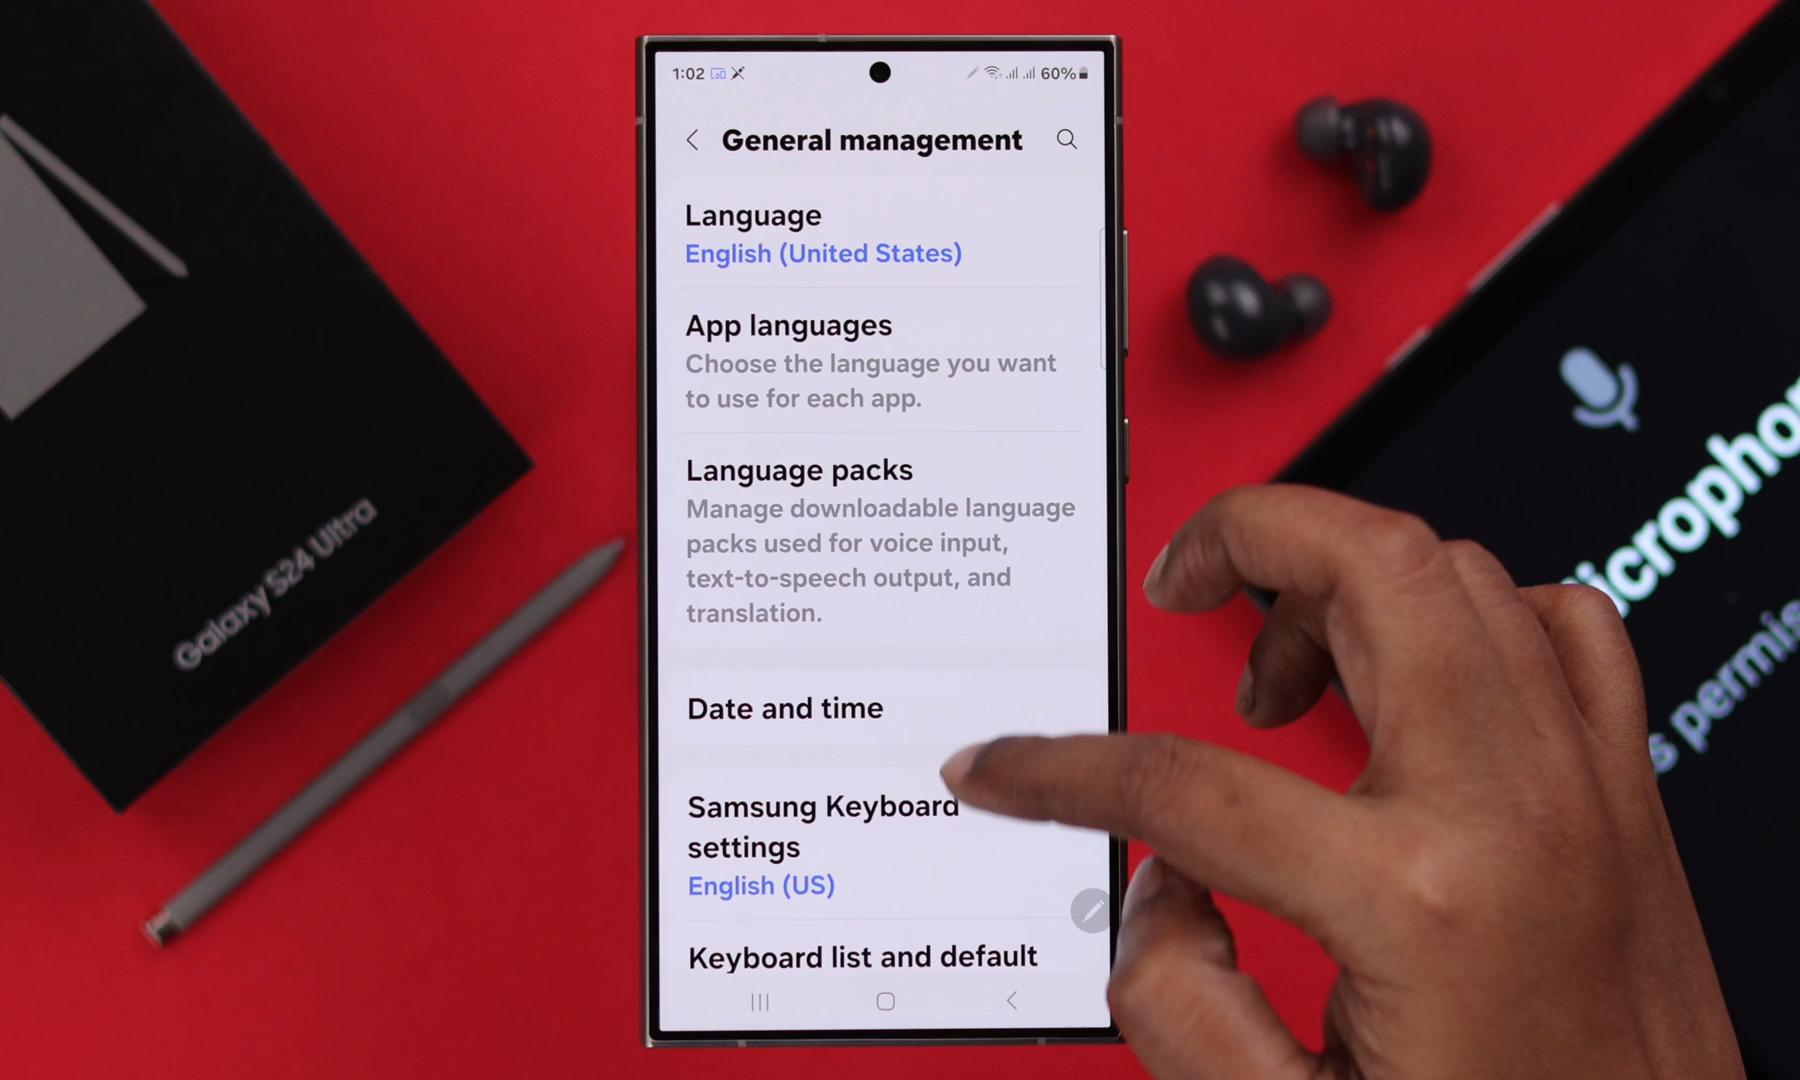 1:02
60%
General management
Language
English (United States)
App languages
Choose the language you want
to use for each app.
Language packs
Manage downloadable language
packs used for voice input,
text-to-speech output, and
translation.
Date and time
Samsung Keyboard
settings
English (US)
Keyboard list and default
Galaxy S24 Ultra